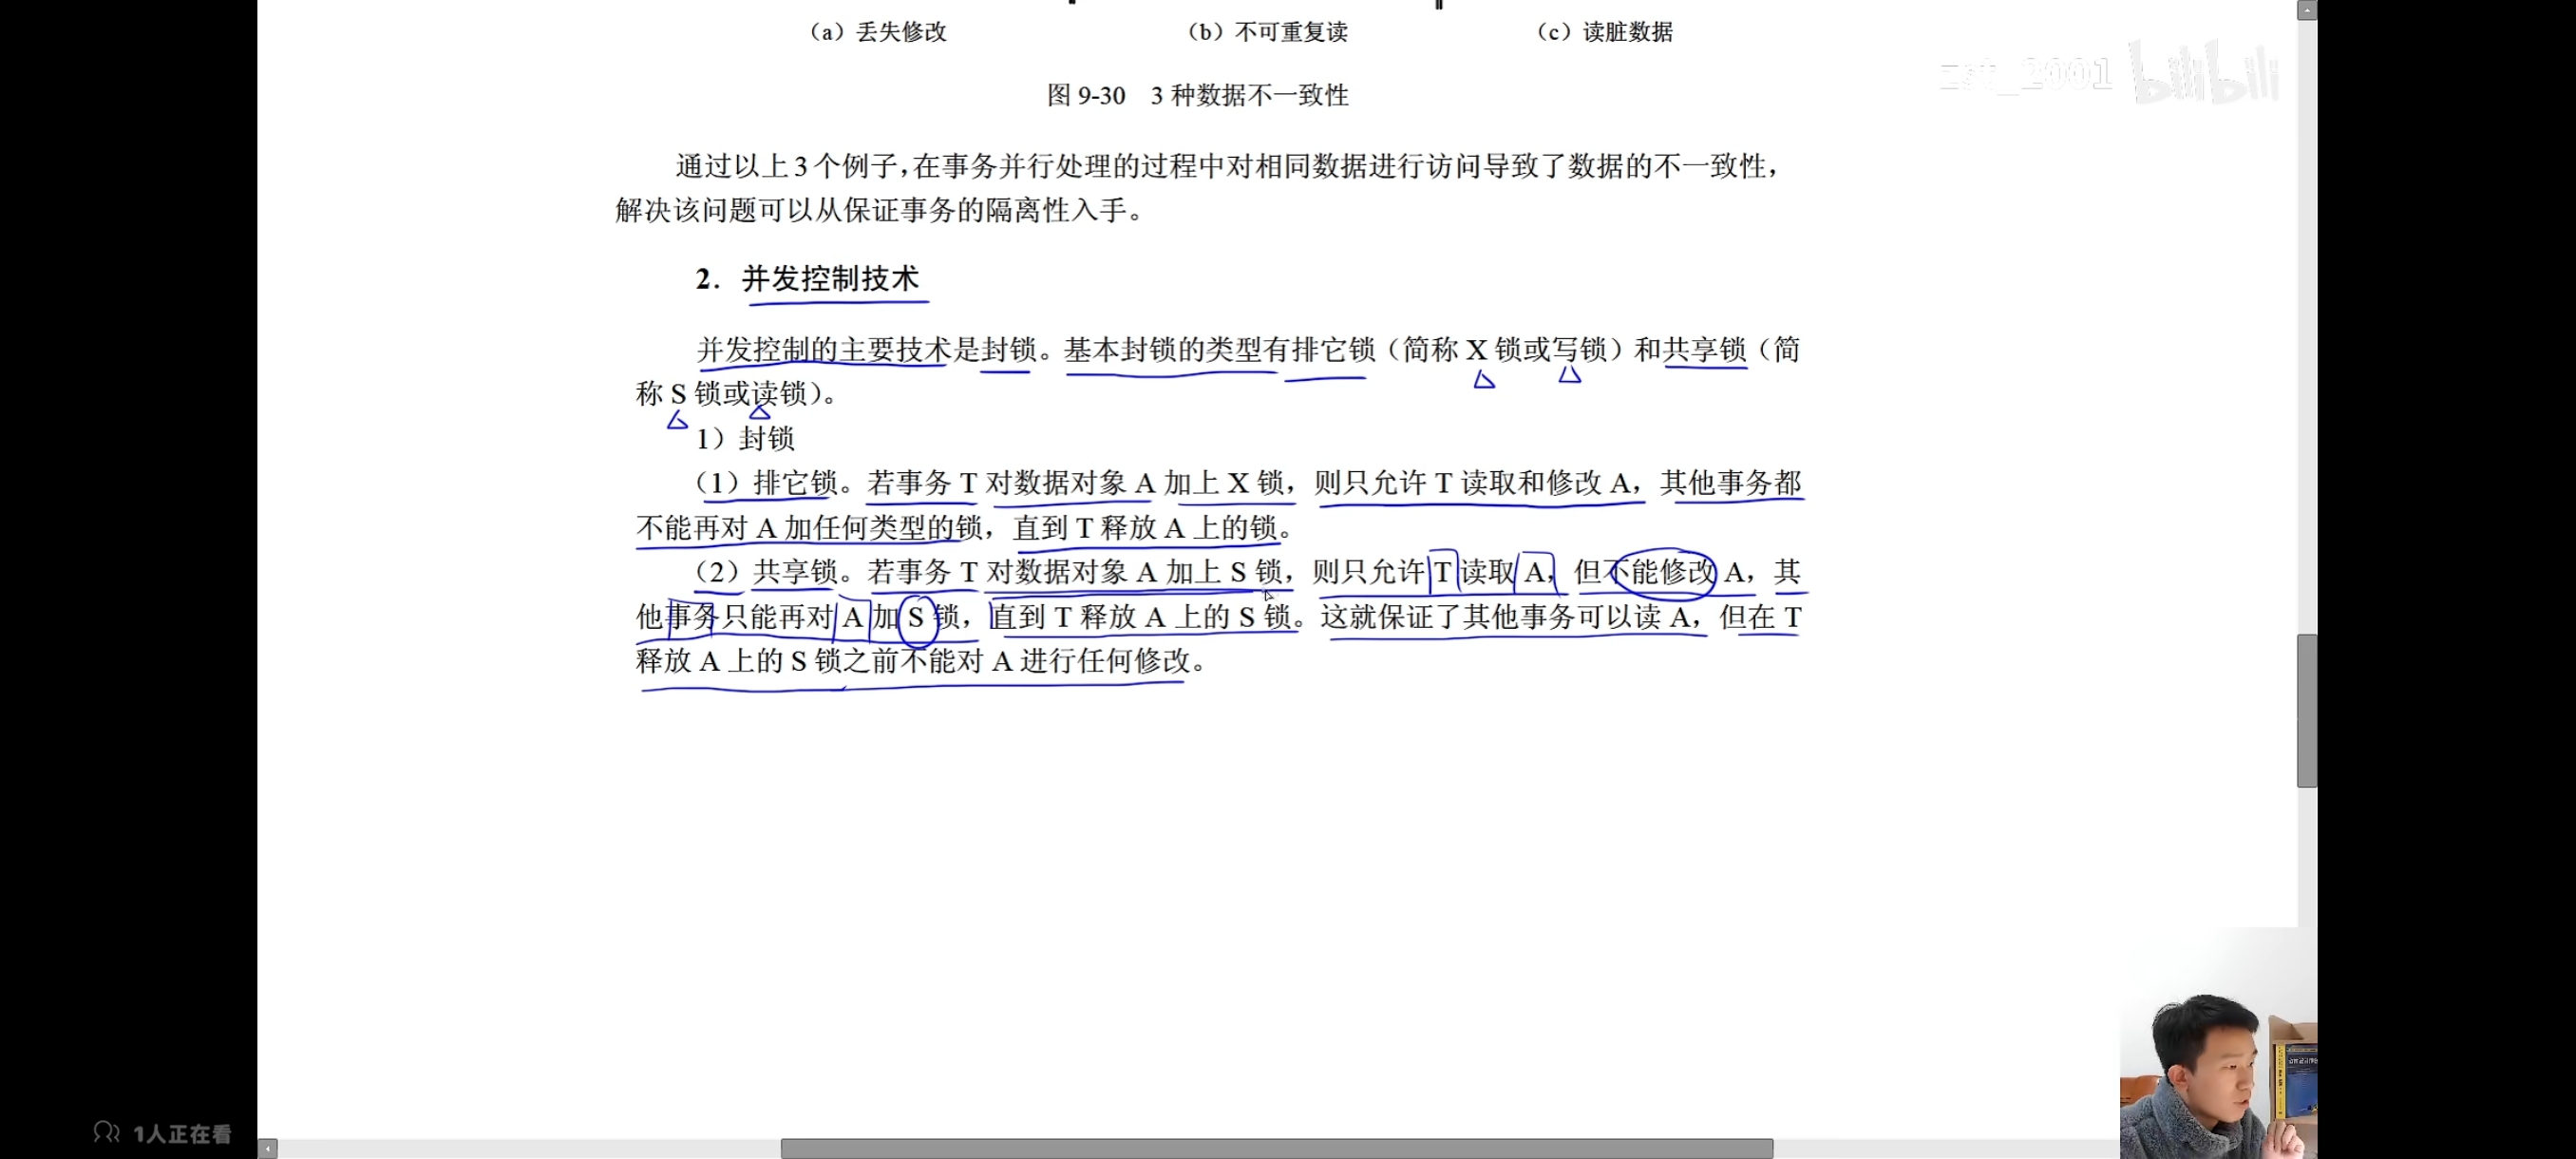 （a）丢失修改
（b）不可重复读
（c）读脏数据
图 9-30　3 种数据不一致性
通过以上 3 个例子，在事务并行处理的过程中对相同数据进行访问导致了数据的不一致性，
解决该问题可以从保证事务的隔离性入手。
2．并发控制技术
并发控制的主要技术是封锁。基本封锁的类型有排它锁（简称 X 锁或写锁）和共享锁（简
称 S 锁或读锁）。
1）封锁
（1）排它锁。若事务 T 对数据对象 A 加上 X 锁，则只允许 T 读取和修改 A，其他事务都
不能再对 A 加任何类型的锁，直到 T 释放 A 上的锁。
（2）共享锁。若事务 T 对数据对象 A 加上 S 锁，则只允许 T 读取 A，但不能修改 A，其
他事务只能再对 A 加 S 锁，直到 T 释放 A 上的 S 锁。这就保证了其他事务可以读 A，但在 T
释放 A 上的 S 锁之前不能对 A 进行任何修改。
zst_2001 bilibili
1人正在看